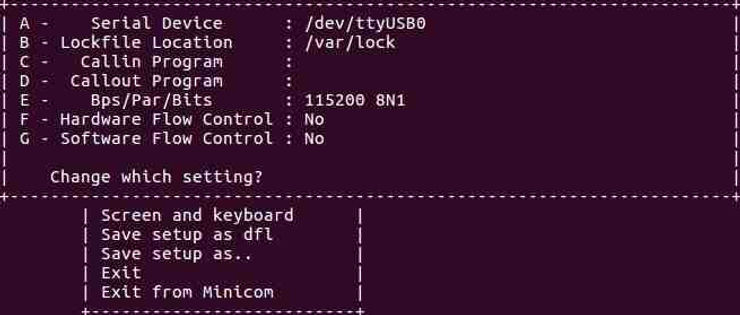 A - Serial Device : /dev/ttyUSB0
B - Lockfile Location : /var/lock
C - Callin Program :
D - Callout Program :
E - Bps/Par/Bits : 115200 8N1
F - Hardware Flow Control : No
G - Software Flow Control : No
Change which setting?
Screen and keyboard
Save setup as dfl
Save setup as..
Exit
Exit from Minicom